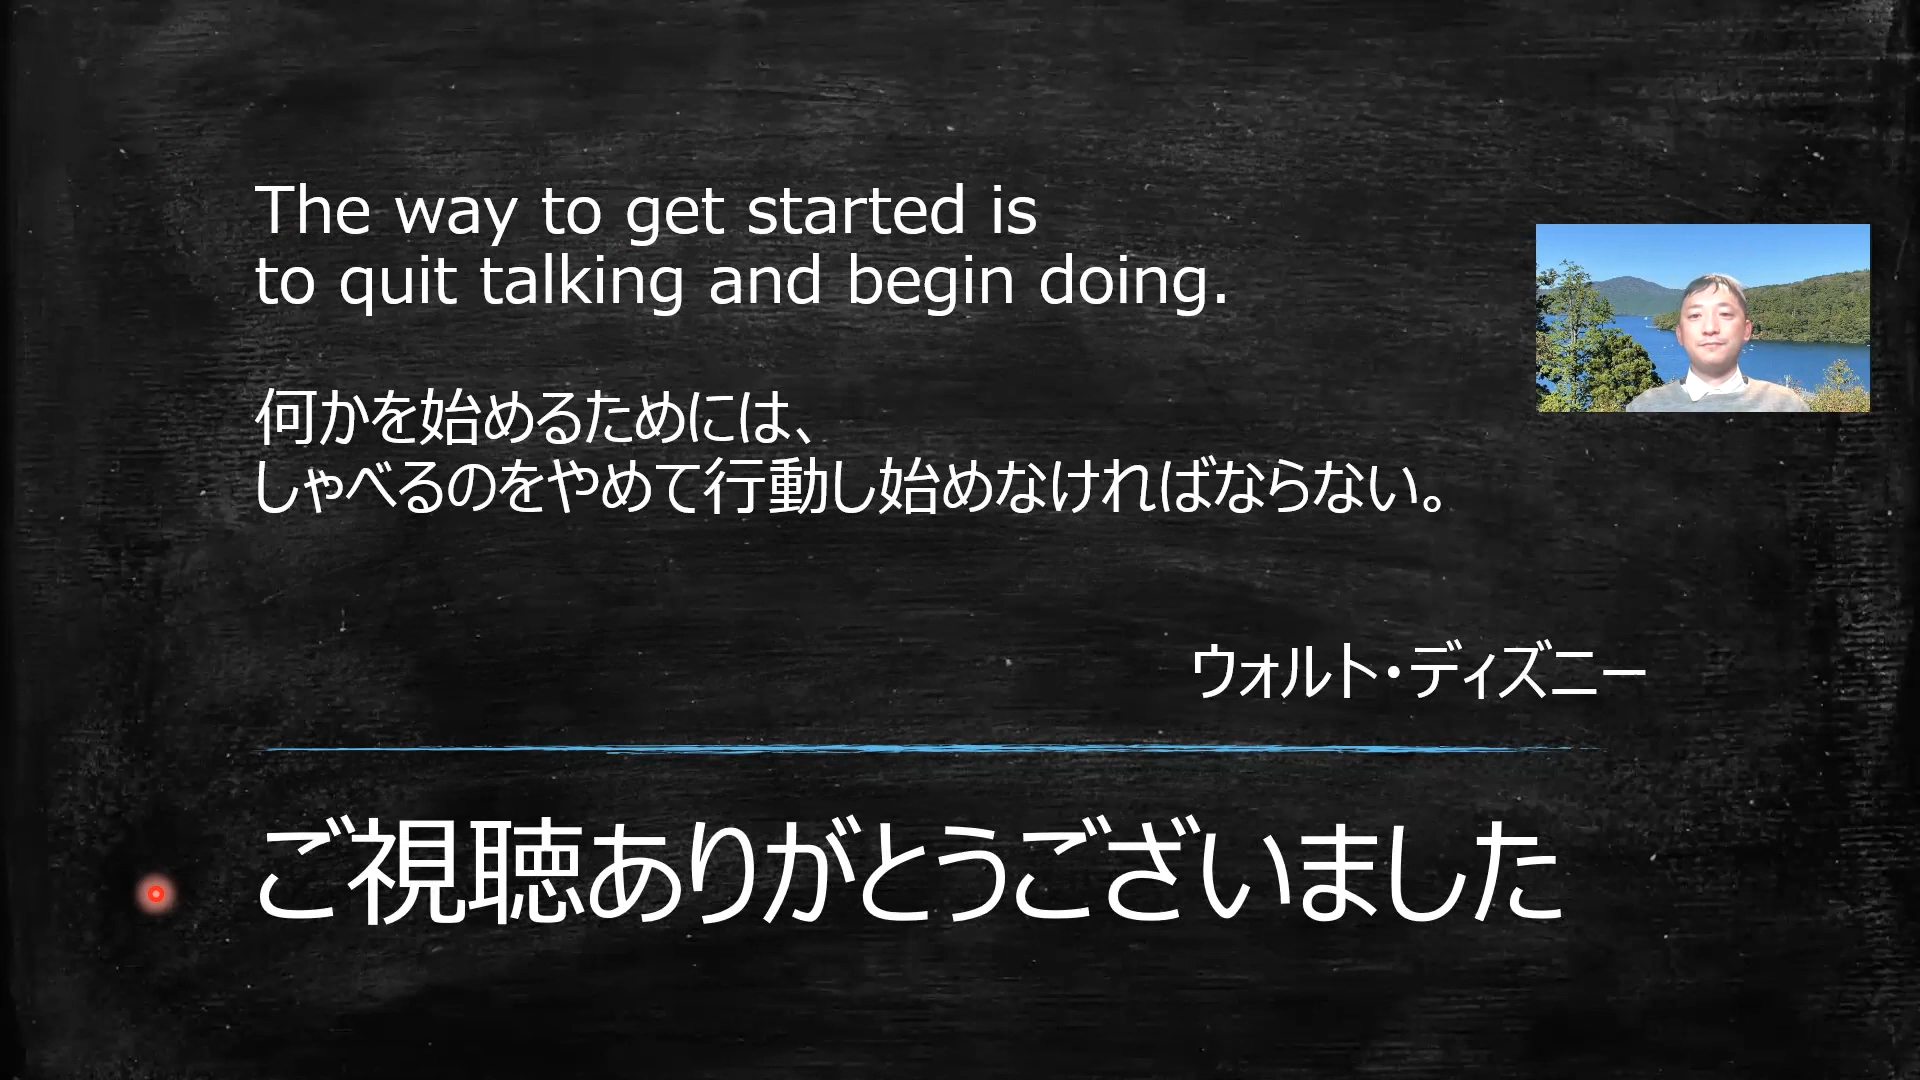 The way to get started is
to quit talking and begin doing.
何かを始めるためには、
しゃべるのをやめて行動し始めなければならない。
ウォルト・ディズニー
ご視聴ありがとうございました